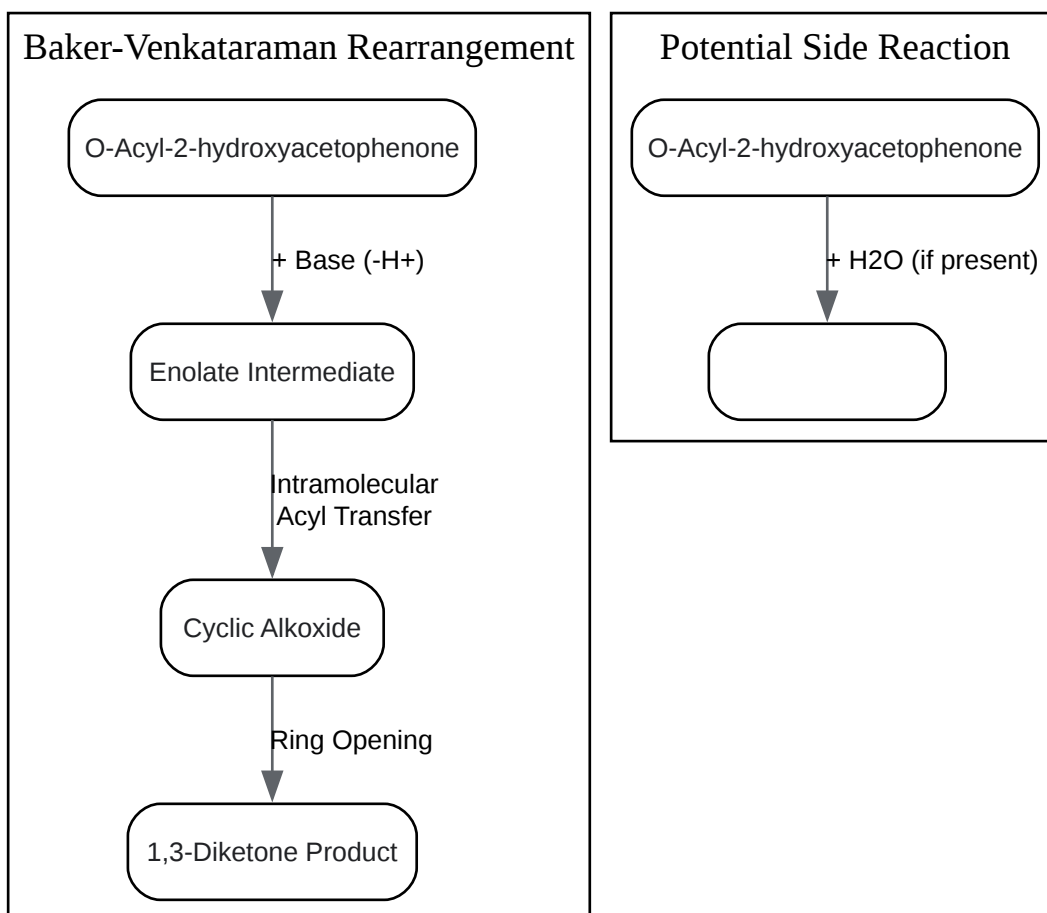 Baker-Venkataraman Rearrangement
O-Acyl-2-hydroxyacetophenone
+ Base (-H+)
Enolate Intermediate
Intramolecular
Acyl Transfer
Cyclic Alkoxide
Ring Opening
1,3-Diketone Product
Potential Side Reaction
O-Acyl-2-hydroxyacetophenone
+ H2O (if present)